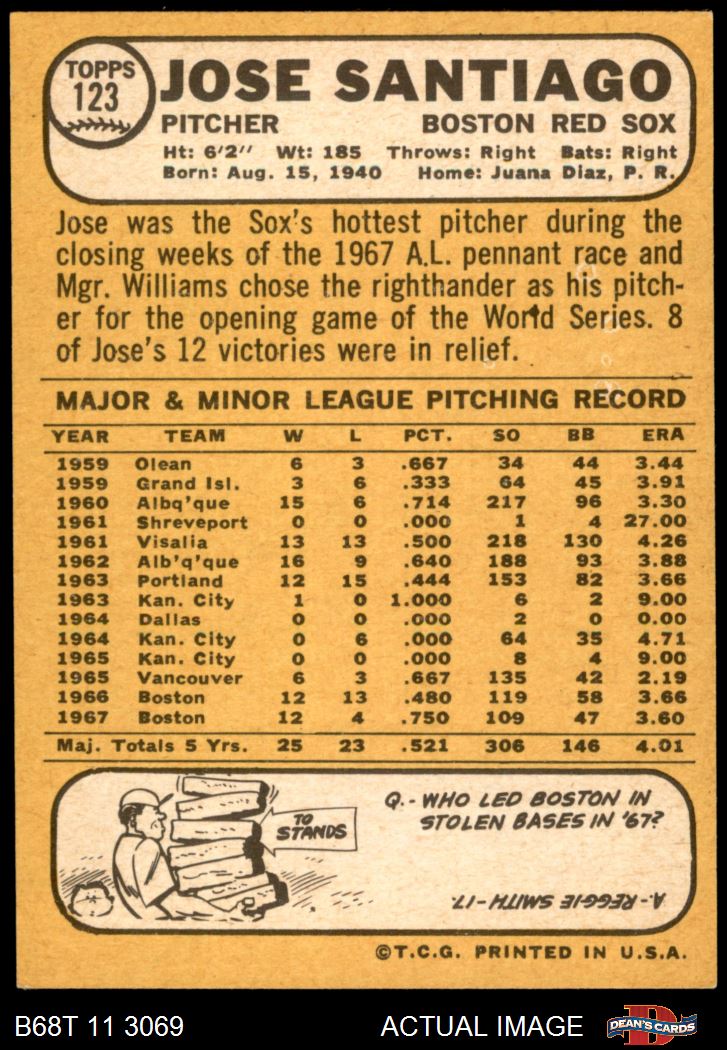 TOPPS
123
JOSE SANTIAGO
PITCHER BOSTON RED SOX
Ht: 6'2" Wt: 185 Throws: Right Bats: Right
Born: Aug. 15, 1940 Home: Juana Diaz, P. R.
Jose was the Sox's hottest pitcher during the
closing weeks of the 1967 A.L. pennant race and
Mgr. Williams chose the righthander as his pitch-
er for the opening game of the World Series. 8
of Jose's 12 victories were in relief.
MAJOR & MINOR LEAGUE PITCHING RECORD
YEAR TEAM W L PCT. SO BB ERA
1959 Olean 6 3 .667 34 44 3.44
1959 Grand Isl. 3 6 .333 64 45 3.91
1960 Albq'que 15 6 .714 217 96 3.30
1961 Shreveport 0 0 .000 1 4 27.00
1961 Visalia 13 13 .500 218 130 4.26
1962 Alb'q'que 16 9 .640 188 93 3.88
1963 Portland 12 15 .444 153 82 3.66
1963 Kan. City 1 0 1.000 6 2 9.00
1964 Dallas 0 0 .000 2 0 0.00
1964 Kan. City 0 6 .000 64 35 4.71
1965 Kan. City 0 0 .000 8 4 9.00
1965 Vancouver 6 3 .667 135 42 2.19
1966 Boston 12 13 .480 119 58 3.66
1967 Boston 12 4 .750 109 47 3.60
Maj. Totals 5 Yrs. 25 23 .521 306 146 4.01
TO
STANDS
Q.- WHO LED BOSTON IN
STOLEN BASES IN '67?
A.- REGGIE SMITH -17.
©T.C.G. PRINTED IN U.S.A.
B68T 11 3069 ACTUAL IMAGE DEAN'S CARDS